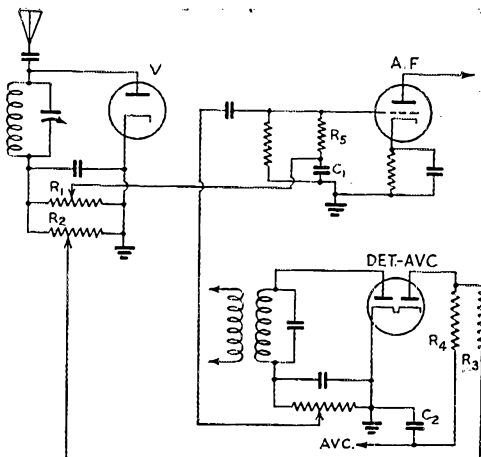 V
A.F
R5
C1
R1
R2
DET.-AVC
R4
R3
C2
AVC.